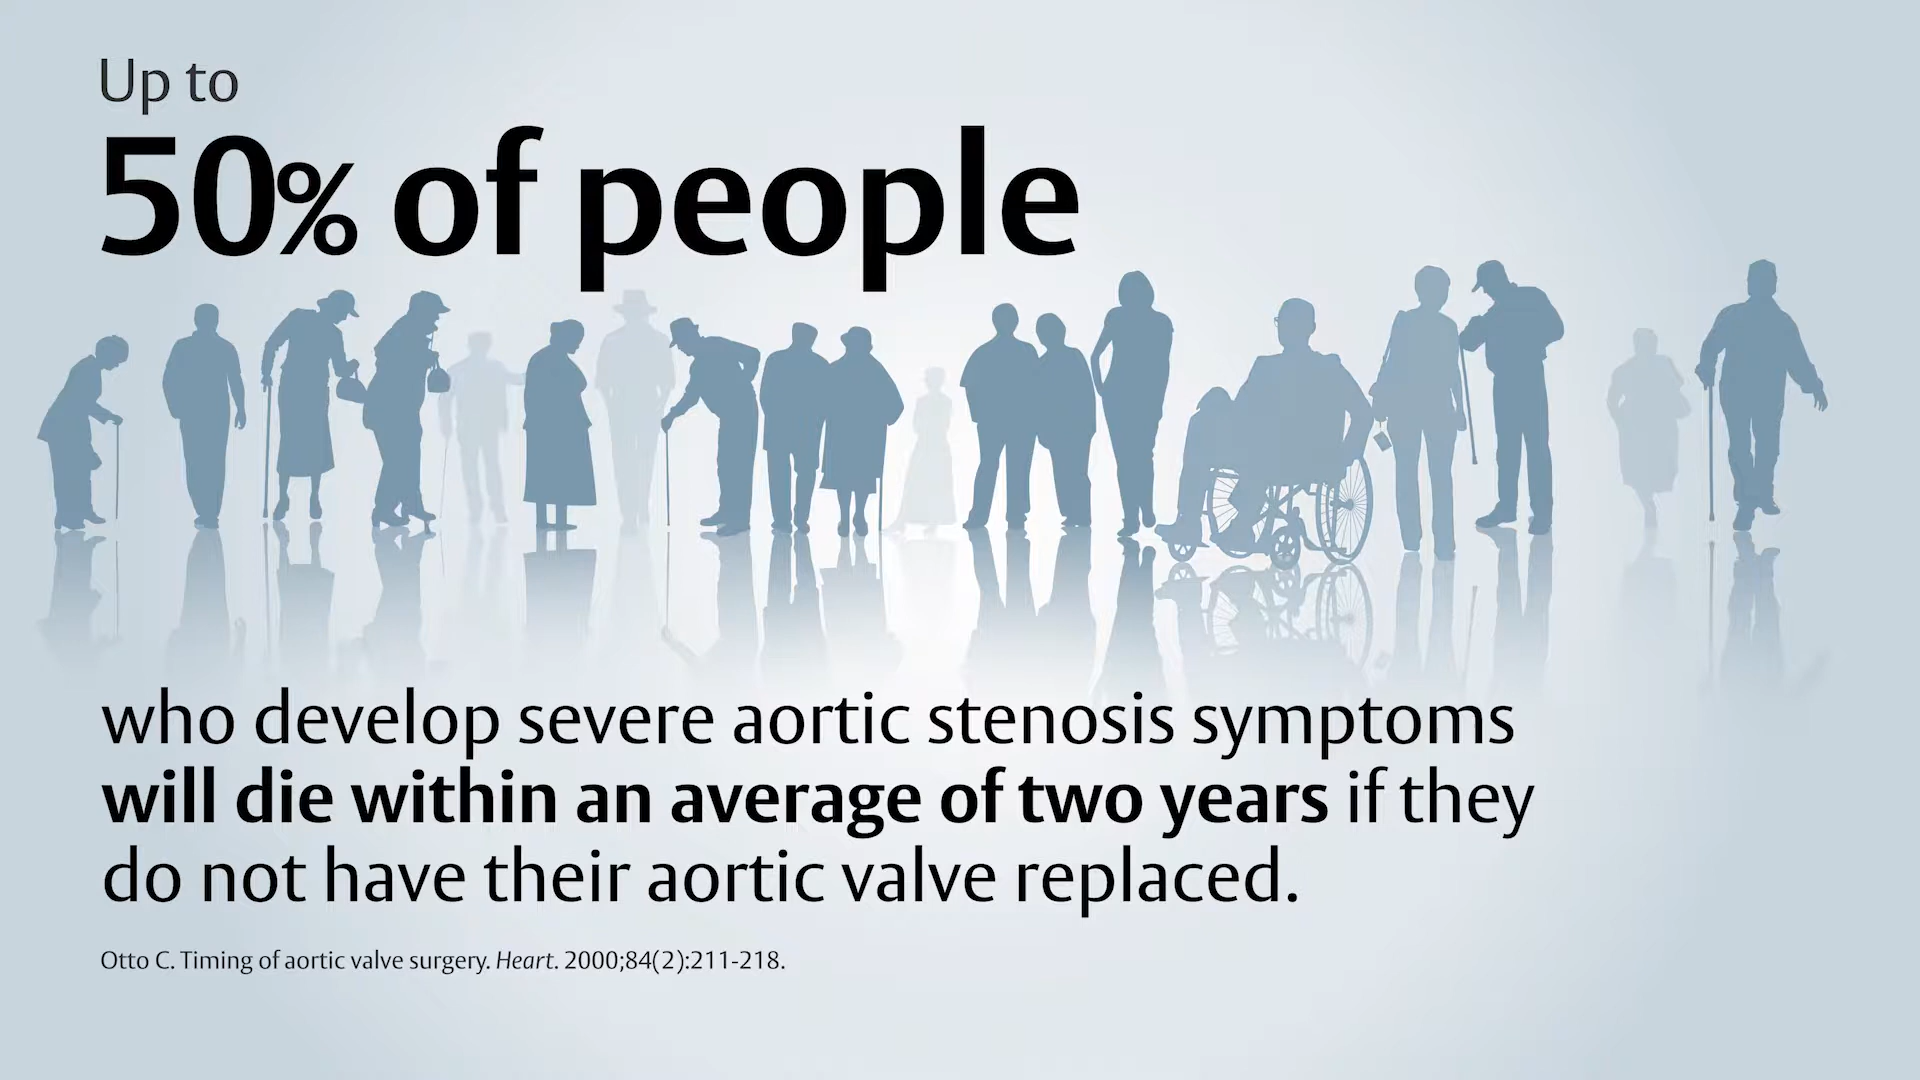 Up to
50% of people
who develop severe aortic stenosis symptoms
will die within an average of two years if they
do not have their aortic valve replaced.
Otto C. Timing of aortic valve surgery. Heart. 2000;84(2):211-218.